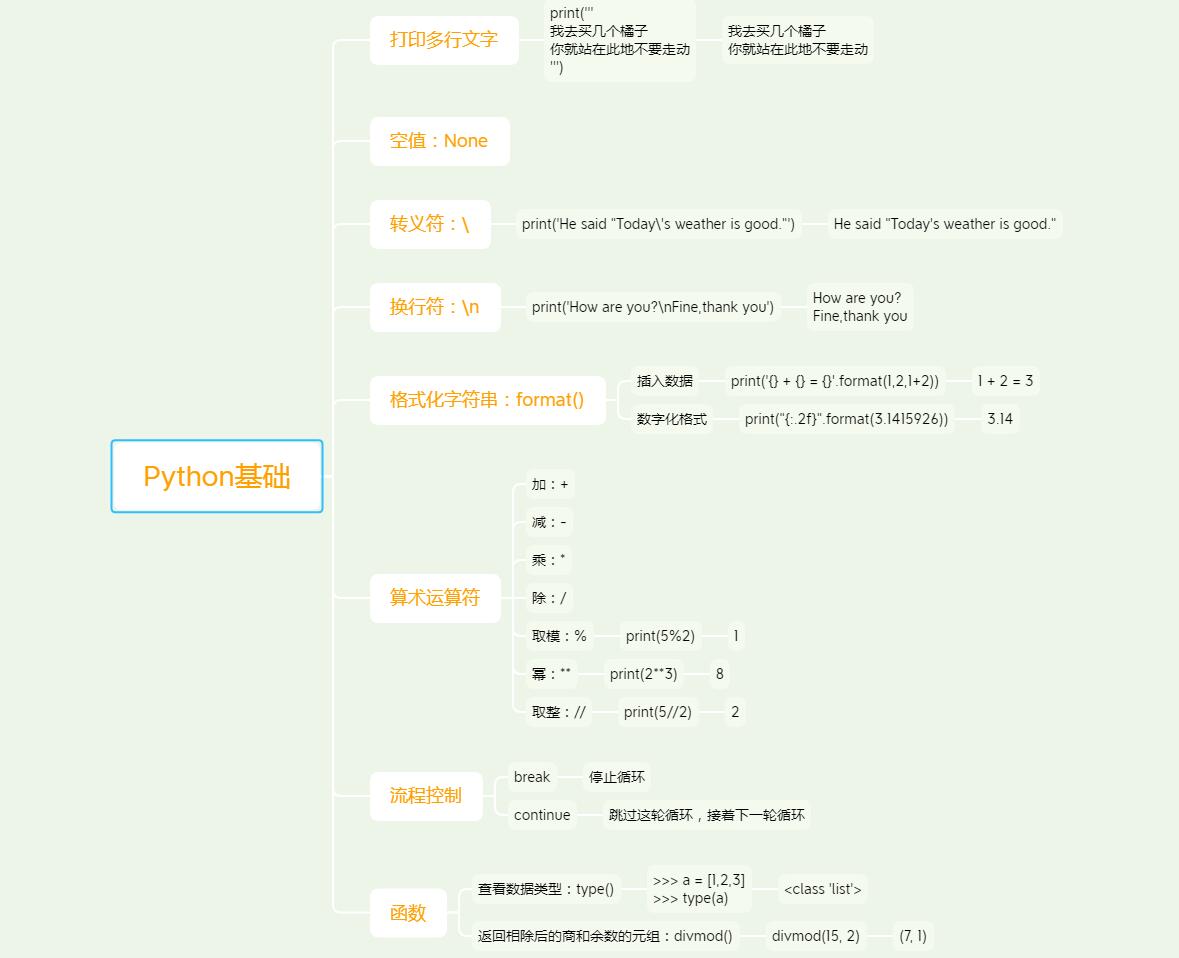 打印多行文字
print('''
我去买几个橘子
你就站在此地不要走动
''')
我去买几个橘子
你就站在此地不要走动
空值：None
转义符：\
print('He said "Today\'s weather is good."')
He said "Today's weather is good."
换行符：\n
print('How are you?\nFine,thank you')
How are you?
Fine,thank you
格式化字符串：format()
插入数据
print('{} + {} = {}'.format(1,2,1+2))
1 + 2 = 3
数字化格式
print("{:.2f}".format(3.1415926))
3.14
Python基础
算术运算符
加：+
减：-
乘：*
除：/
取模：%
print(5%2)
1
幂：**
print(2**3)
8
取整：//
print(5//2)
2
流程控制
break
停止循环
continue
跳过这轮循环，接着下一轮循环
函数
查看数据类型：type()
>>> a = [1,2,3]
>>> type(a)
<class 'list'>
返回相除后的商和余数的元组：divmod()
divmod(15, 2)
(7, 1)